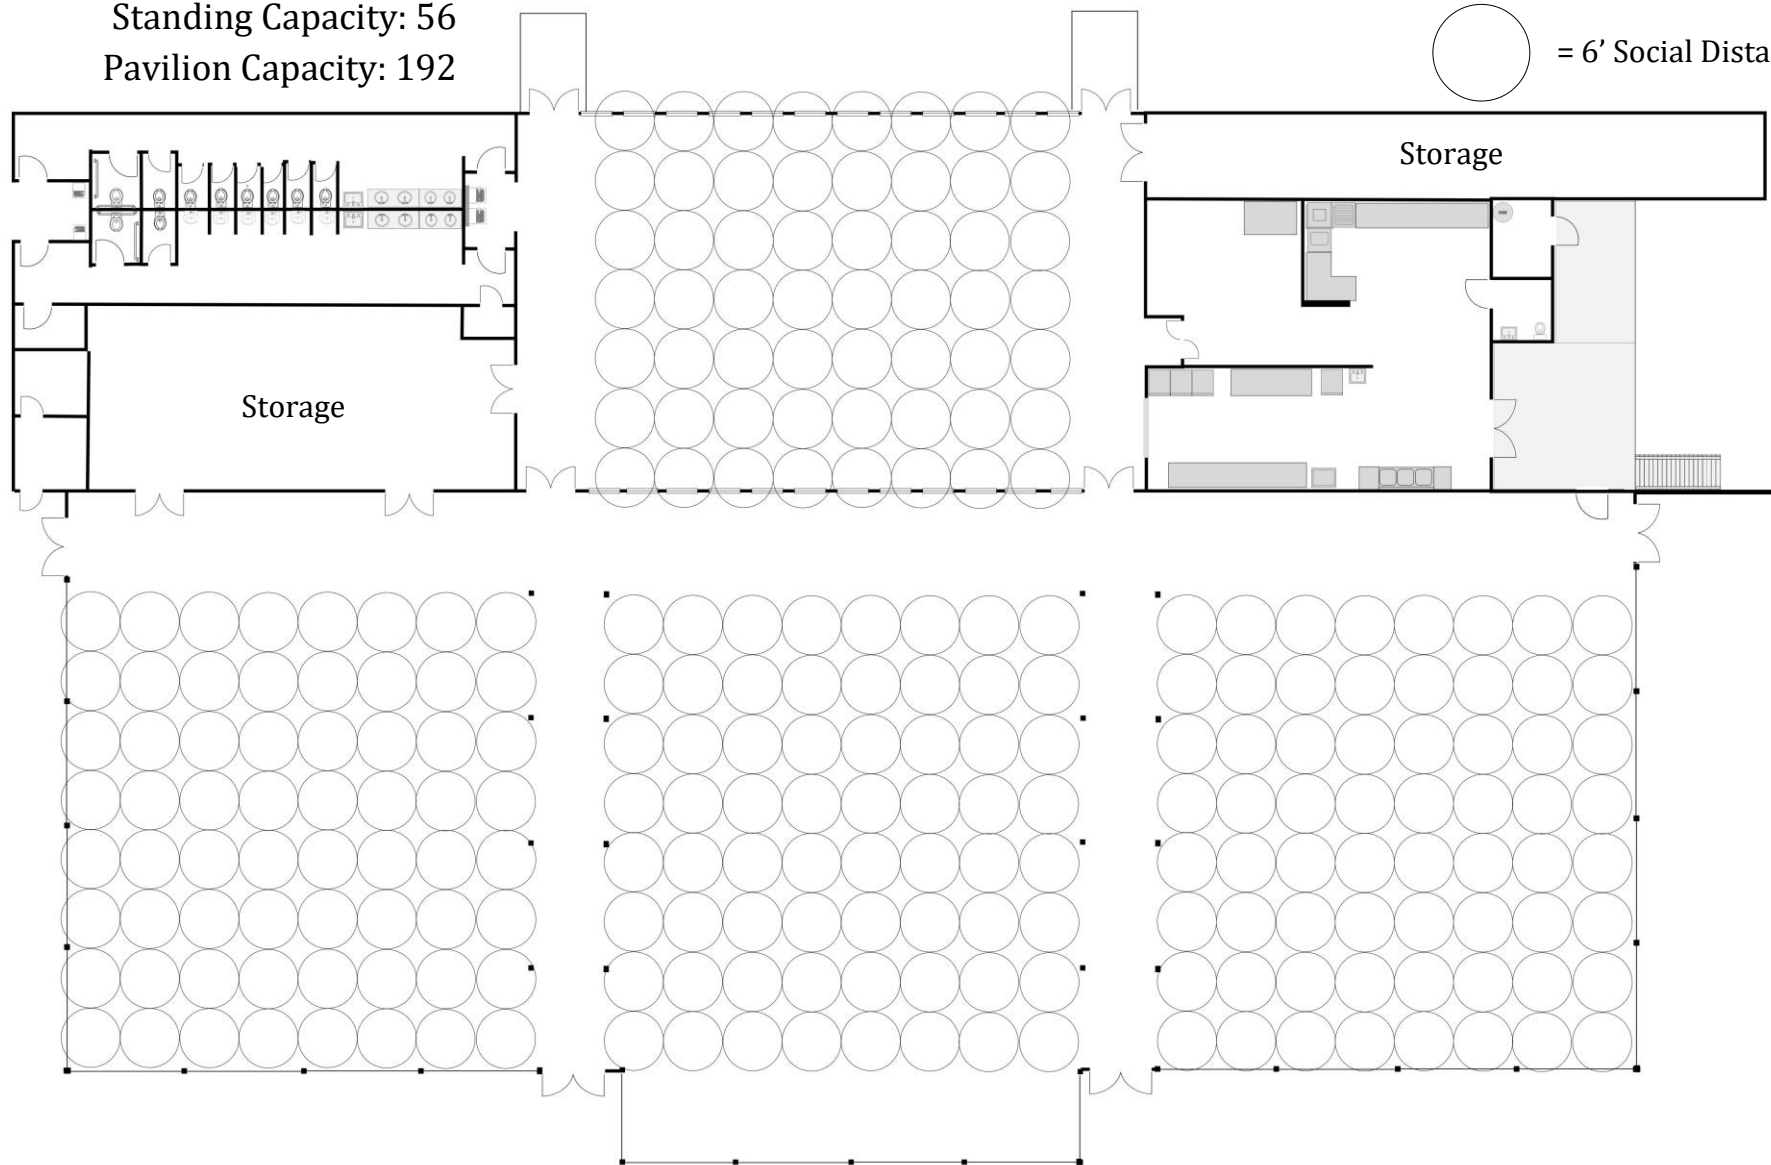 Standing Capacity: 56
Pavilion Capacity: 192
= 6’ Social Dista
Storage
Storage